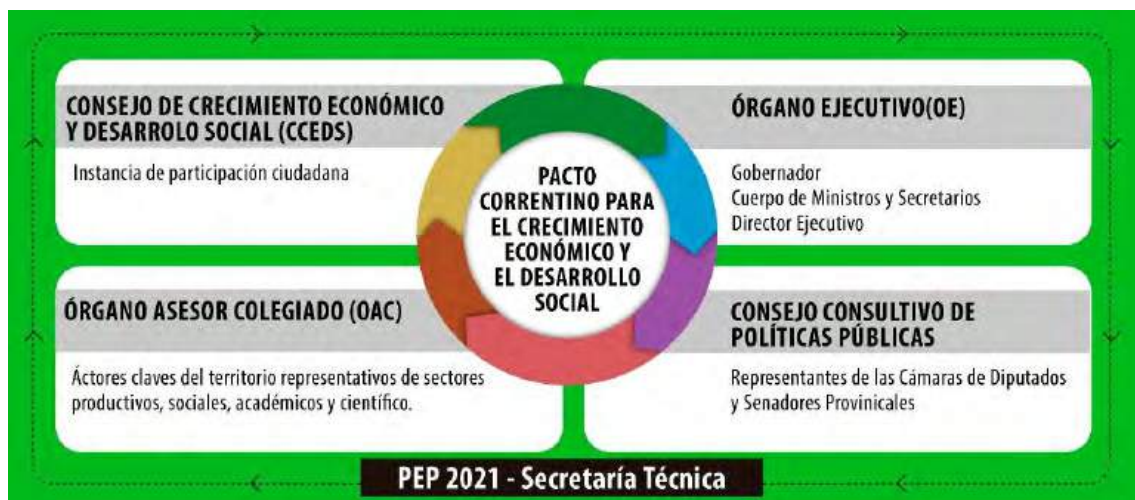 CONSEJO DE CRECIMIENTO ECONÓMICO
Y DESARROLO SOCIAL (CCEDS)
Instancia de participación ciudadana
ÓRGANO EJECUTIVO(OE)
Gobernador
Cuerpo de Ministros y Secretarios
Director Ejecutivo
PACTO
CORRENTINO PARA
EL CRECIMIENTO
ECONÓMICO Y
EL DESARROLLO
SOCIAL
ÓRGANO ASESOR COLEGIADO (OAC)
Áctores claves del territorio representativos de sectores
productivos, sociales, académicos y científico.
CONSEJO CONSULTIVO DE
POLÍTICAS PÚBLICAS
Representantes de las Cámaras de Diputados
y Senadores Provinicales
PEP 2021 - Secretaría Técnica